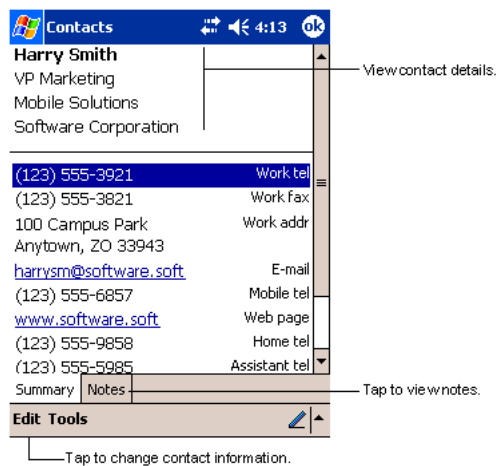 Contacts 4:13 ok
Harry Smith
VP Marketing
Mobile Solutions
Software Corporation
View contact details.
(123) 555-3921 Work tel
(123) 555-3821 Work fax
100 Campus Park Work addr
Anytown, ZO 33943
harrysm@software.soft E-mail
(123) 555-6857 Mobile tel
www.software.soft Web page
(123) 555-9858 Home tel
(123) 555-5985 Assistant tel
Summary Notes Tap to view notes.
Edit Tools
Tap to change contact information.